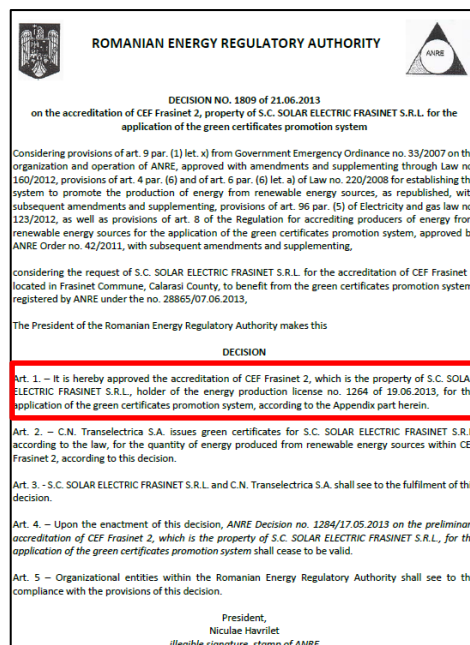 ROMANIAN ENERGY REGULATORY AUTHORITY
ANRE
DECISION NO. 1809 of 21.06.2013
on the accreditation of CEF Frasinet 2, property of S.C. SOLAR ELECTRIC FRASINET S.R.L. for the
application of the green certificates promotion system
Considering provisions of art. 9 par. (1) let. x) from Government Emergency Ordinance no. 33/2007 on the
organization and operation of ANRE, approved with amendments and supplementing through Law no
160/2012, provisions of art. 4 par. (6) and of art. 6 par. (6) let. a) of Law no. 220/2008 for establishing th
system to promote the production of energy from renewable energy sources, as republished, with
subsequent amendments and supplementing, provisions of art. 96 par. (5) of Electricity and gas law no
123/2012, as well as provisions of art. 8 of the Regulation for accrediting producers of energy from
renewable energy sources for the application of the green certificates promotion system, approved b
ANRE Order no. 42/2011, with subsequent amendments and supplementing,
considering the request of S.C. SOLAR ELECTRIC FRASINET S.R.L. for the accreditation of CEF Frasinet
located in Frasinet Commune, Calarasi County, to benefit from the green certificates promotion system
registered by ANRE under the no. 28865/07.06.2013,
The President of the Romanian Energy Regulatory Authority makes this
DECISION
Art. 1. – It is hereby approved the accreditation of CEF Frasinet 2, which is the property of S.C. SOLA
ELECTRIC FRASINET S.R.L., holder of the energy production license no. 1264 of 19.06.2013, for th
application of the green certificates promotion system, according to the Appendix part herein.
Art. 2. – C.N. Transelectrica S.A. issues green certificates for S.C. SOLAR ELECTRIC FRASINET S.R.L
according to the law, for the quantity of energy produced from renewable energy sources within CE
Frasinet 2, according to this decision.
Art. 3. - S.C. SOLAR ELECTRIC FRASINET S.R.L. and C.N. Transelectrica S.A. shall see to the fulfilment of thi
decision.
Art. 4. – Upon the enactment of this decision, ANRE Decision no. 1284/17.05.2013 on the preliminar
accreditation of CEF Frasinet 2, which is the property of S.C. SOLAR ELECTRIC FRASINET S.R.L., for th
application of the green certificates promotion system shall cease to be valid.
Art. 5 – Organizational entities within the Romanian Energy Regulatory Authority shall see to th
compliance with the provisions of this decision.
President,
Niculae Havrilet
illegible signature, stamp of ANRE